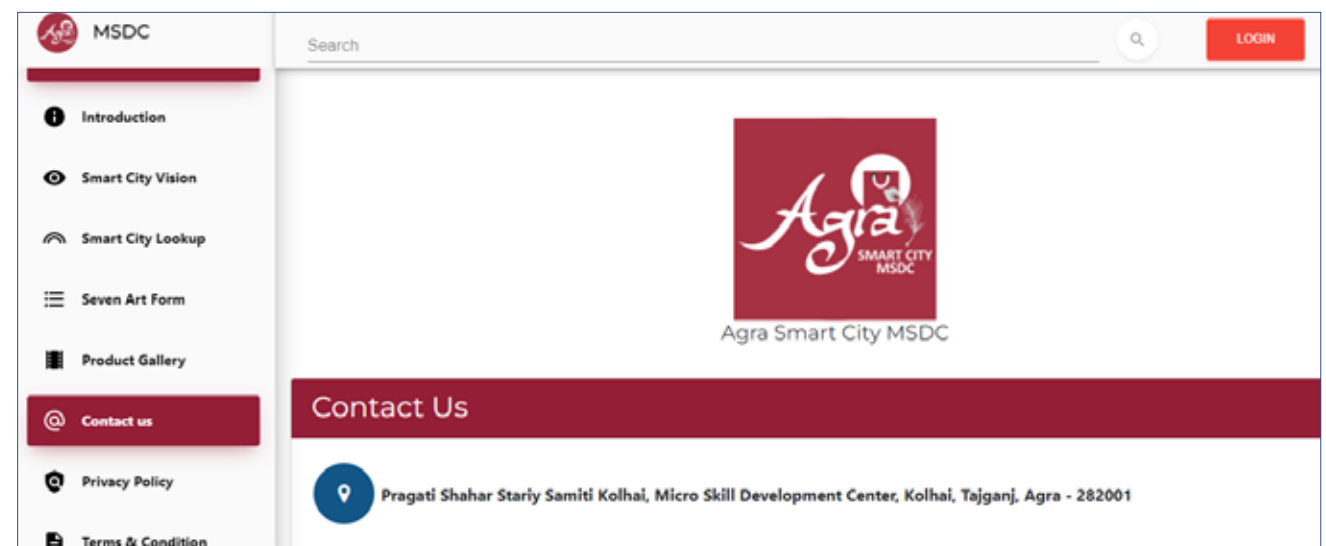 Agra
MSDC
Search
LOGIN
Introduction
Smart City Vision
Smart City Lookup
Seven Art Form
Product Gallery
Contact us
Privacy Policy
Terms & Condition
Agra
SMART CITY
MSDC
Agra Smart City MSDC
Contact Us
Pragati Shahar Stariy Samiti Kolhai, Micro Skill Development Center, Kolhai, Tajganj, Agra - 282001